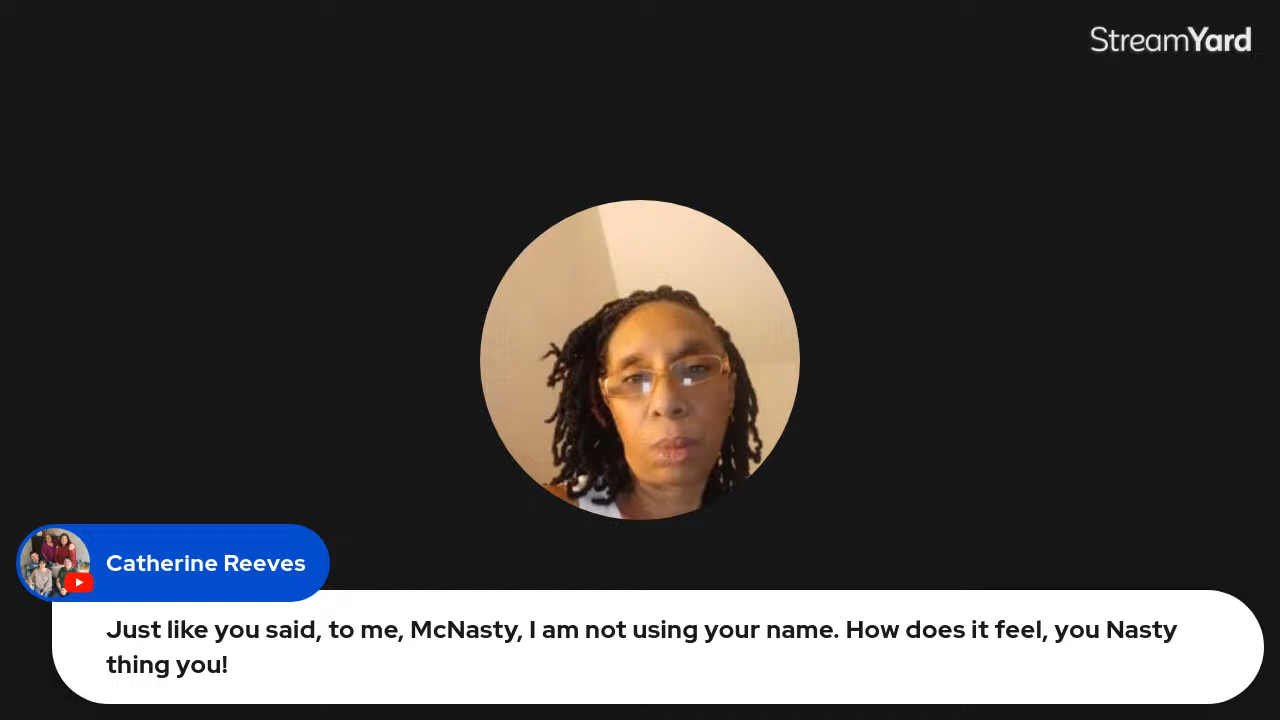 StreamYard
Catherine Reeves
Just like you said, to me, McNasty, I am not using your name. How does it feel, you Nasty
thing you!